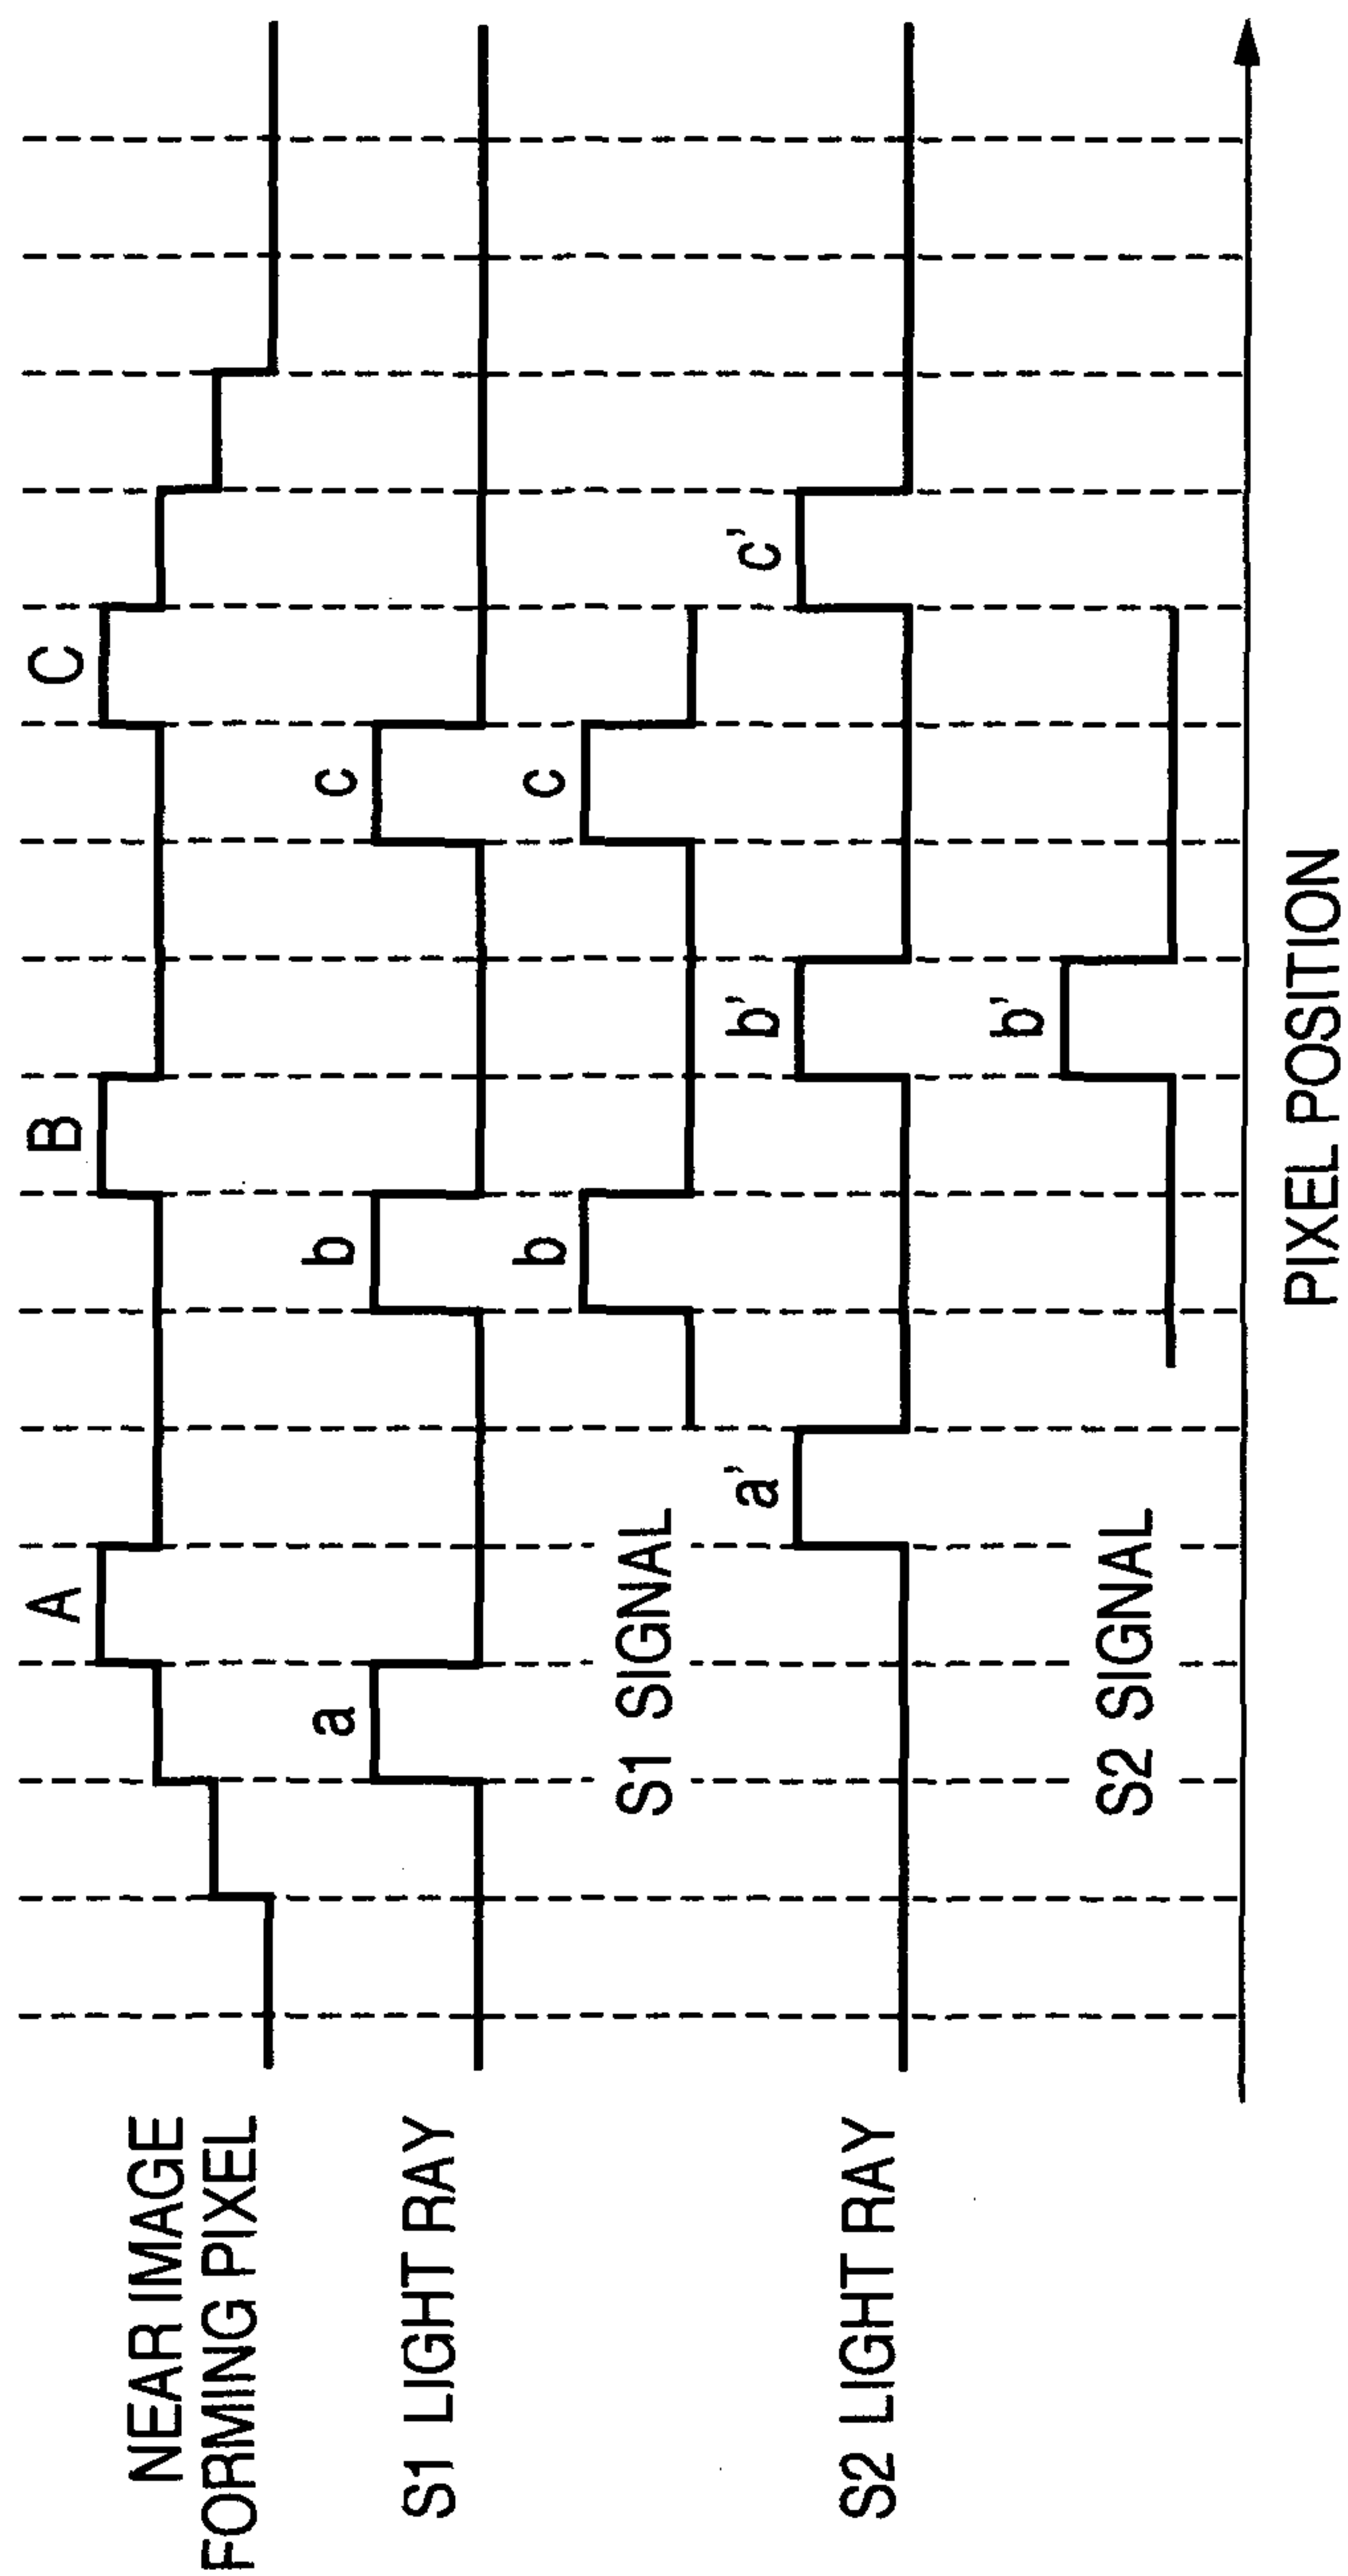 A
B
C
NEAR IMAGE
FORMING PIXEL
a
b
c
S1 LIGHT RAY
b
c
S1 SIGNAL
a'
b'
c'
S2 LIGHT RAY
b'
S2 SIGNAL
PIXEL POSITION